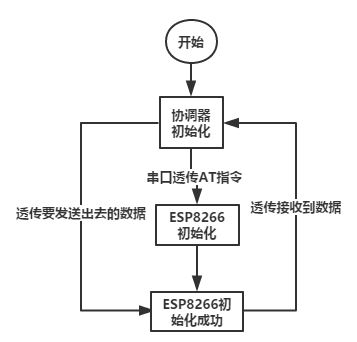 开始
协调器
初始化
串口透传AT指令
透传要发送出去的数据
透传接收到数据
ESP8266
初始化
ESP8266初
始化成功